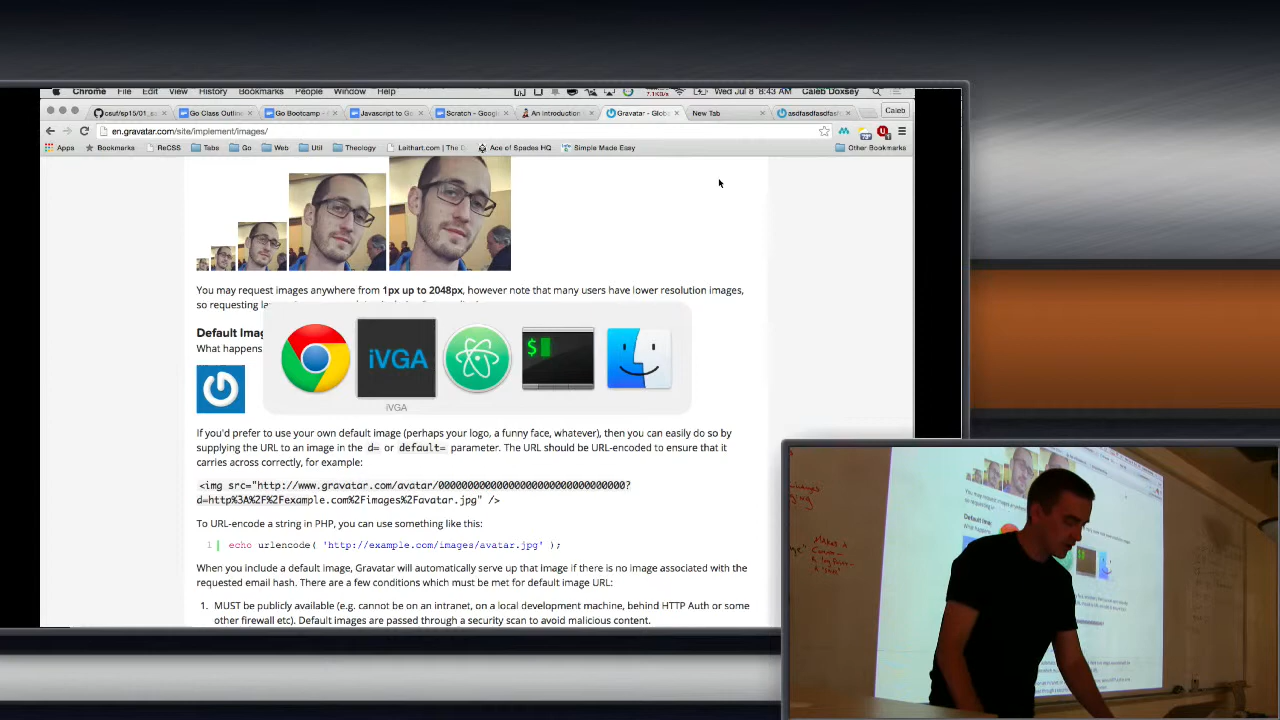 Chrome File Edit View History Bookmarks People Window Help
7.1KB/s
Wed Jul 8 8:43 AM Caleb Doxsey
csuf/sp15/01_ Go Class Outline Go Bootcamp - Javascript to Go Scratch - Google An Introduction Gravatar - Glob New Tab asdfasdfasdfas Caleb
en.gravatar.com/site/implement/images/
Apps Bookmarks ReCSS Tabs Go Web Util Theology Leithart.com | The Ace of Spades HQ Simple Made Easy Other Bookmarks
You may request images anywhere from 1px up to 2048px, however note that many users have lower resolution images,
so requesting
Default Imag
What happens
iVGA
$
iVGA
If you'd prefer to use your own default image (perhaps your logo, a funny face, whatever), then you can easily do so by
supplying the URL to an image in the d= or default= parameter. The URL should be URL-encoded to ensure that it
carries across correctly, for example:
<img src="http://www.gravatar.com/avatar/00000000000000000000000000000000?
d=http%3A%2F%2Fexample.com%2Fimages%2Favatar.jpg" />
To URL-encode a string in PHP, you can use something like this:
1 echo urlencode( 'http://example.com/images/avatar.jpg' );
When you include a default image, Gravatar will automatically serve up that image if there is no image associated with the
requested email hash. There are a few conditions which must be met for default image URL:
1. MUST be publicly available (e.g. cannot be on an intranet, on a local development machine, behind HTTP Auth or some
other firewall etc). Default images are passed through a security scan to avoid malicious content.